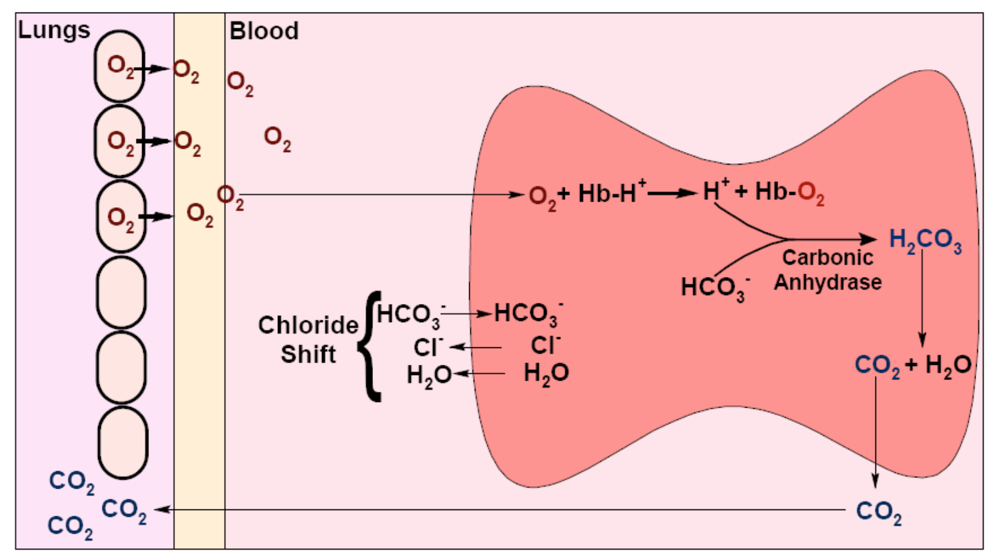 Lungs
Blood
O₂ O₂
O₂
O₂ O₂
O₂
O₂
O₂ O₂
O₂ + Hb-H⁺ H⁺ + Hb-O₂
H₂CO₃
Carbonic
Anhydrase
HCO₃⁻
Chloride
Shift
HCO₃⁻ HCO₃⁻
Cl⁻ Cl⁻
H₂O H₂O
CO₂ + H₂O
CO₂
CO₂
CO₂
CO₂